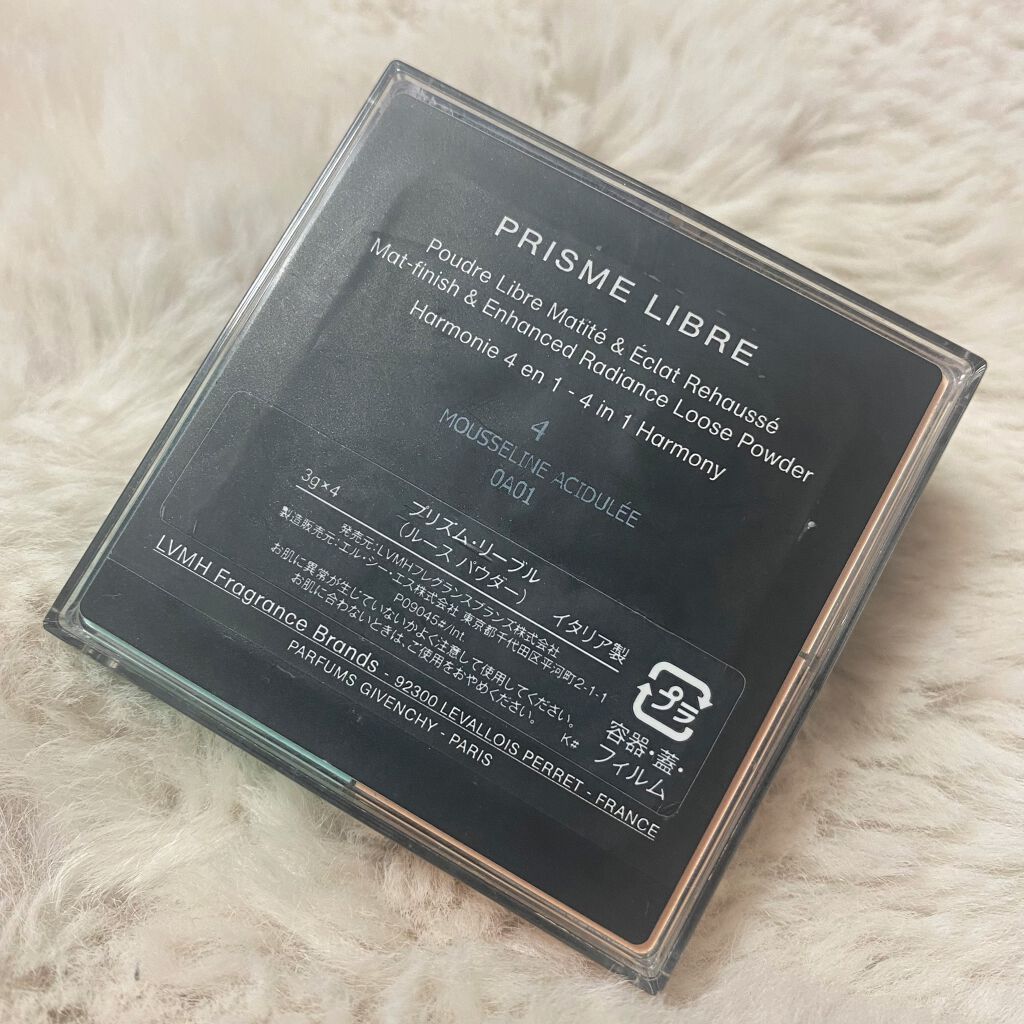 PRISME LIBRE
Poudre Libre Matité & Éclat Rehaussé
Mat-finish & Enhanced Radiance Loose Powder
Harmonie 4 en 1 - 4 in 1 Harmony
4
MOUSSELINE ACIDULÉE
0A01
プリズム・リーブル
(ルース パウダー)
3g×4
イタリア製
発売元:LVMHフレグランスブランズ株式会社
製造販売元:エル・シー・エス株式会社 東京都千代田区平河町2-1-1
P09045#/Int
お肌に異常が生じていないかよく注意して使用してください。
お肌に合わないときは、ご使用をおやめください。
K#
プラ
容器・蓋・
フィルム
LVMH Fragrance Brands - 92300 LEVALLOIS PERRET - FRANCE
PARFUMS GIVENCHY - PARIS